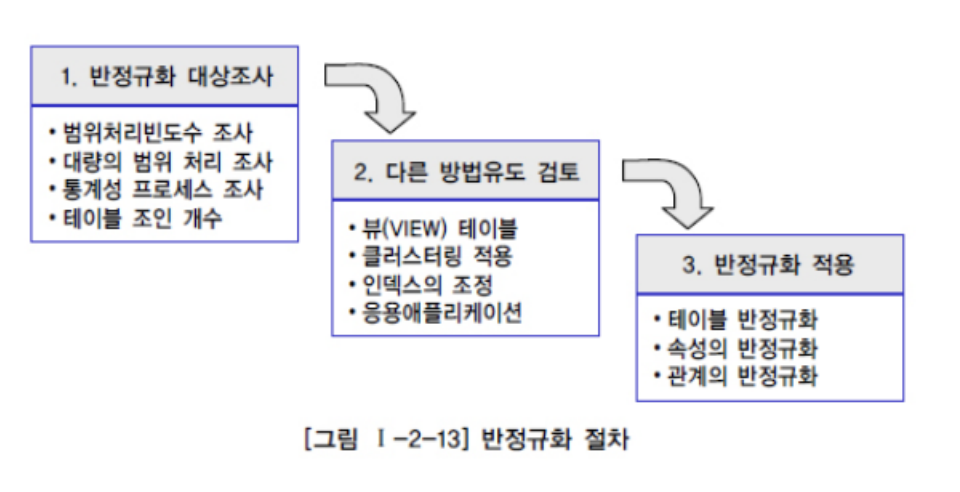 1. 반정규화 대상조사
• 범위처리빈도수 조사
• 대량의 범위 처리 조사
• 통계성 프로세스 조사
• 테이블 조인 개수
2. 다른 방법유도 검토
• 뷰(VIEW) 테이블
• 클러스터링 적용
• 인덱스의 조정
• 응용애플리케이션
3. 반정규화 적용
• 테이블 반정규화
• 속성의 반정규화
• 관계의 반정규화
[그림 Ⅰ-2-13] 반정규화 절차